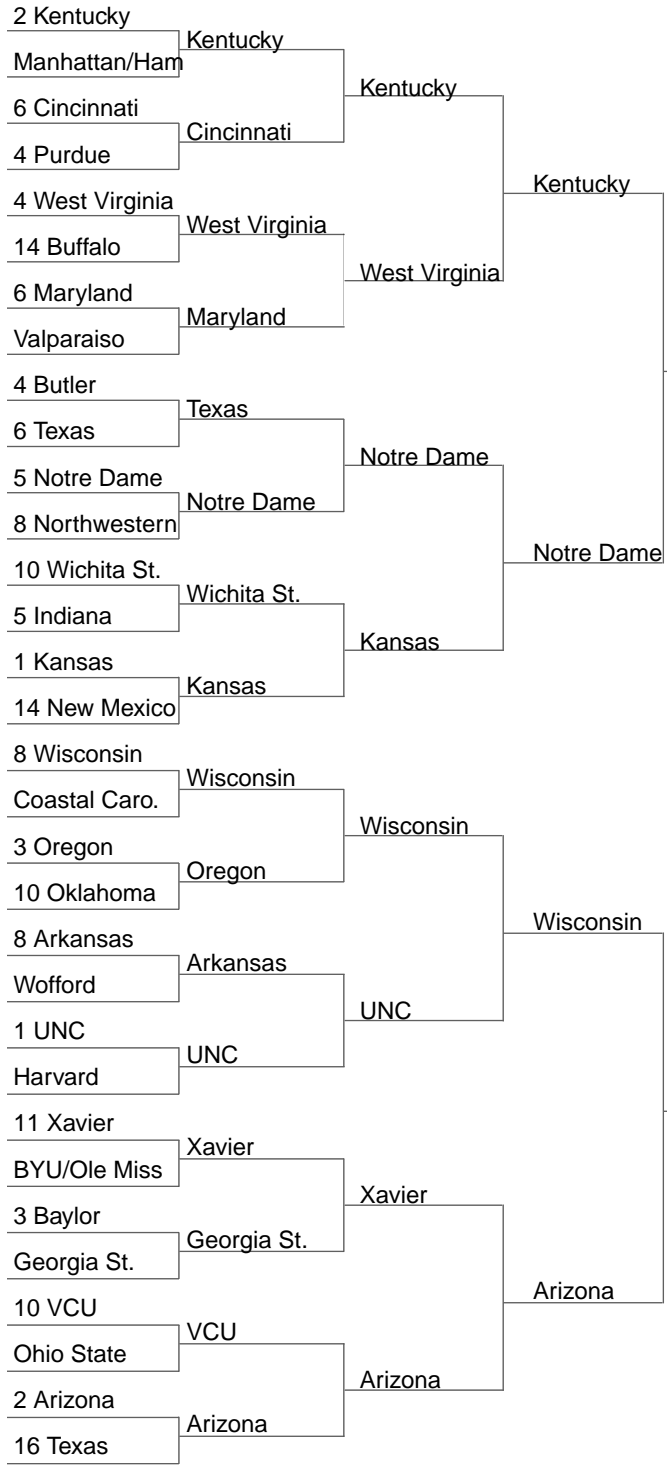 2 Kentucky
Kentucky
Manhattan/Ham
Kentucky
6 Cincinnati
Cincinnati
4 Purdue
Kentucky
4 West Virginia
West Virginia
14 Buffalo
West Virginia
6 Maryland
Maryland
Valparaiso
4 Butler
Texas
6 Texas
Notre Dame
5 Notre Dame
Notre Dame
8 Northwestern
Notre Dame
10 Wichita St.
Wichita St.
5 Indiana
Kansas
1 Kansas
Kansas
14 New Mexico
8 Wisconsin
Wisconsin
Coastal Caro.
Wisconsin
3 Oregon
Oregon
10 Oklahoma
Wisconsin
8 Arkansas
Arkansas
Wofford
UNC
1 UNC
UNC
Harvard
11 Xavier
Xavier
BYU/Ole Miss
Xavier
3 Baylor
Georgia St.
Georgia St.
Arizona
10 VCU
VCU
Ohio State
Arizona
2 Arizona
Arizona
16 Texas